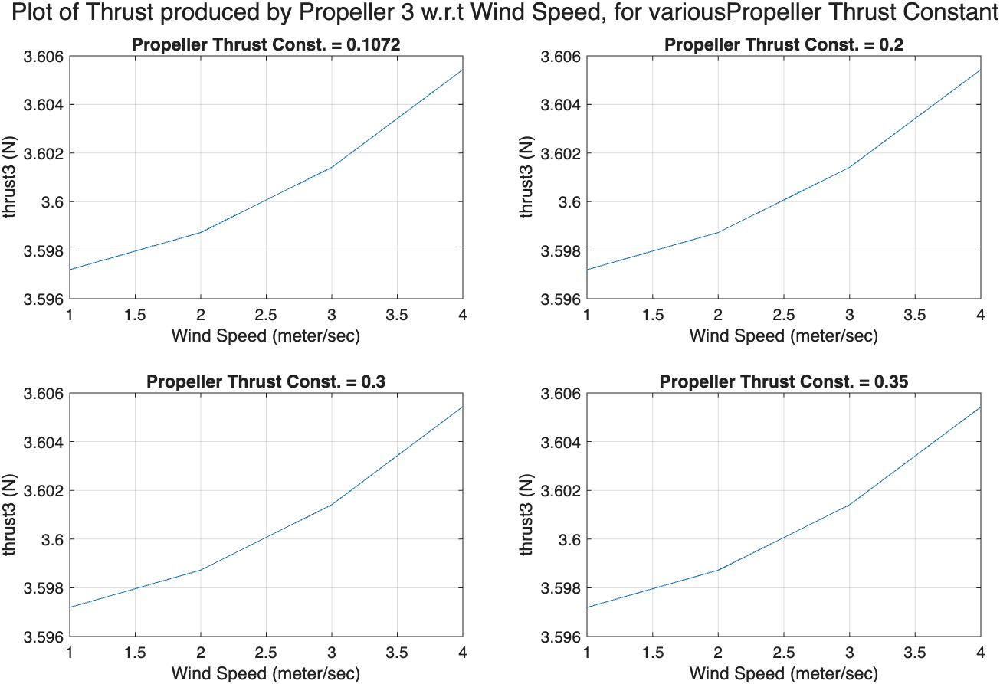 Plot of Thrust produced by Propeller 3 w.r.t Wind Speed, for variousPropeller Thrust Constant
Propeller Thrust Const. = 0.1072
3.606
3.604
3.602
3.6
3.598
3.596
thrust3 (N)
1 1.5 2 2.5 3 3.5 4
Wind Speed (meter/sec)
Propeller Thrust Const. = 0.2
3.606
3.604
3.602
3.6
3.598
3.596
thrust3 (N)
1 1.5 2 2.5 3 3.5 4
Wind Speed (meter/sec)
Propeller Thrust Const. = 0.3
3.606
3.604
3.602
3.6
3.598
3.596
thrust3 (N)
1 1.5 2 2.5 3 3.5 4
Wind Speed (meter/sec)
Propeller Thrust Const. = 0.35
3.606
3.604
3.602
3.6
3.598
3.596
thrust3 (N)
1 1.5 2 2.5 3 3.5 4
Wind Speed (meter/sec)